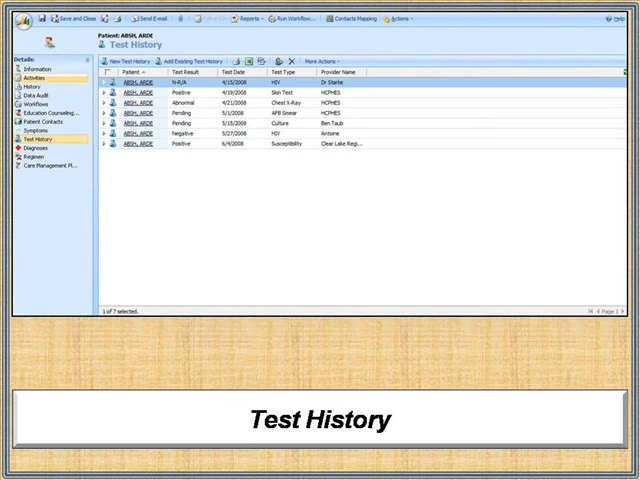 Save and Close Send E-mail Reports Run Workflow... Contacts Mapping Actions Help
Patient: ABSH, ARDE
Test History
Details:
Information
Activities
History
Data Audit
Workflows
Education Counseling...
Patient Contacts
Symptoms
Test History
Diagnoses
Regimen
Care Management Pl...
New Test History Add Existing Test History More Actions
Patient Test Result Test Date Test Type Provider Name
ABSH, ARDE N-R/A 4/15/2008 HIV Dr Starke
ABSH, ARDE Positive 4/19/2008 Skin Test HCPHES
ABSH, ARDE Abnormal 4/21/2008 Chest X-Ray HCPHES
ABSH, ARDE Pending 5/1/2008 AFB Smear HCPHES
ABSH, ARDE Pending 5/15/2008 Culture Ben Taub
ABSH, ARDE Negative 5/27/2008 HIV Antoine
ABSH, ARDE Positive 6/4/2008 Susceptibility Clear Lake Regi...
1 of 7 selected. Page 1
Test History